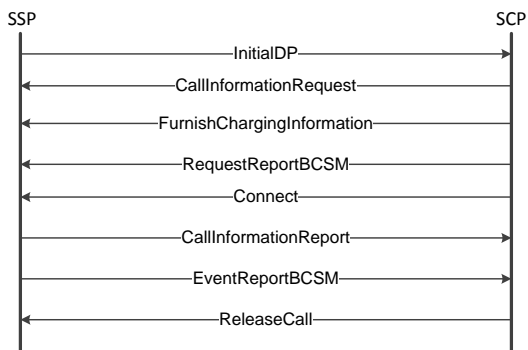 SSP
SCP
InitialDP
CallInformationRequest
FurnishChargingInformation
RequestReportBCSM
Connect
CallInformationReport
EventReportBCSM
ReleaseCall